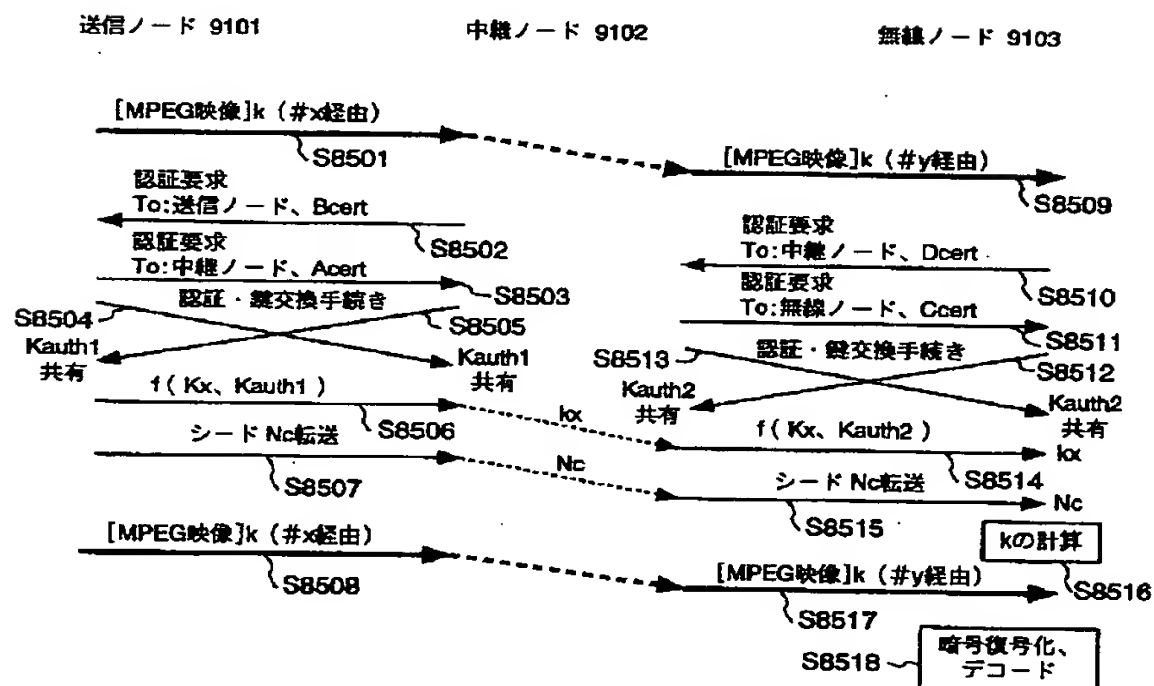 送信ノード 9101
中継ノード 9102
無線ノード 9103
[MPEG映像]k (#x経由)
S8501
[MPEG映像]k (#y経由)
S8509
認証要求
To:送信ノード、Bcert
S8502
認証要求
To:中継ノード、Acert
S8503
認証要求
To:中継ノード、Dcert
S8510
認証要求
To:無線ノード、Ccert
S8511
認証・鍵交換手続き
S8504
S8505
Kauth1
共有
Kauth1
共有
認証・鍵交換手続き
S8513
S8512
Kauth2
共有
Kauth2
共有
f ( Kx、Kauth1 )
S8506
kx
f ( Kx、Kauth2 )
S8514
kx
シード Nc転送
S8507
Nc
シード Nc転送
S8515
Nc
kの計算
S8516
[MPEG映像]k (#x経由)
S8508
[MPEG映像]k (#y経由)
S8517
S8518
暗号復号化、
デコード